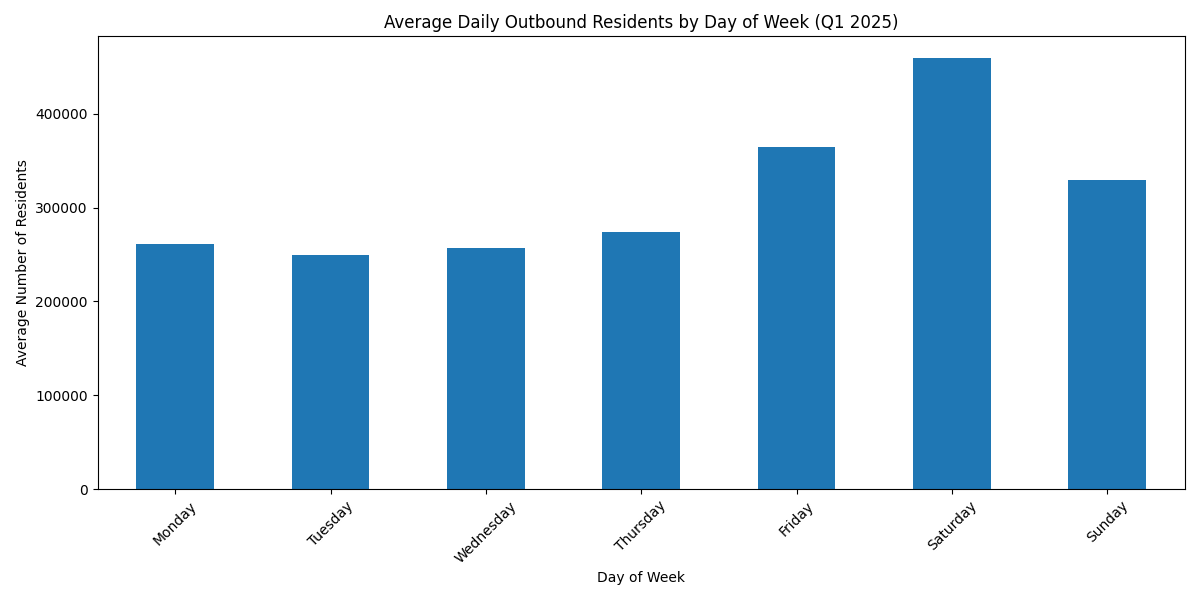 Average Daily Outbound Residents by Day of Week (Q1 2025)
Average Number of Residents
400000
300000
200000
100000
0
Monday
Tuesday
Wednesday
Thursday
Friday
Saturday
Sunday
Day of Week